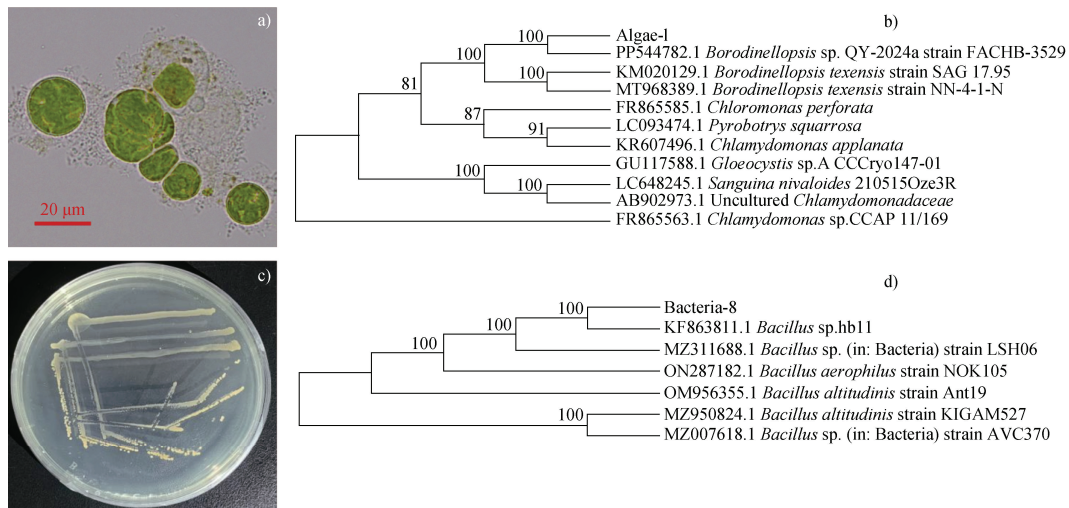 a)
20 μm
b)
100
Algae-1
PP544782.1 Borodinellopsis sp. QY-2024a strain FACHB-3529
100
100
KM020129.1 Borodinellopsis texensis strain SAG 17.95
MT968389.1 Borodinellopsis texensis strain NN-4-1-N
81
FR865585.1 Chloromonas perforata
87
91
LC093474.1 Pyrobotrys squarrosa
KR607496.1 Chlamydomonas applanata
GU117588.1 Gloeocystis sp.A CCCryo147-01
100
100
LC648245.1 Sanguina nivaloides 210515Oze3R
AB902973.1 Uncultured Chlamydomonadaceae
FR865563.1 Chlamydomonas sp.CCAP 11/169
c)
d)
100
Bacteria-8
KF863811.1 Bacillus sp.hb11
100
MZ311688.1 Bacillus sp. (in: Bacteria) strain LSH06
100
ON287182.1 Bacillus aerophilus strain NOK105
OM956355.1 Bacillus altitudinis strain Ant19
100
MZ950824.1 Bacillus altitudinis strain KIGAM527
MZ007618.1 Bacillus sp. (in: Bacteria) strain AVC370